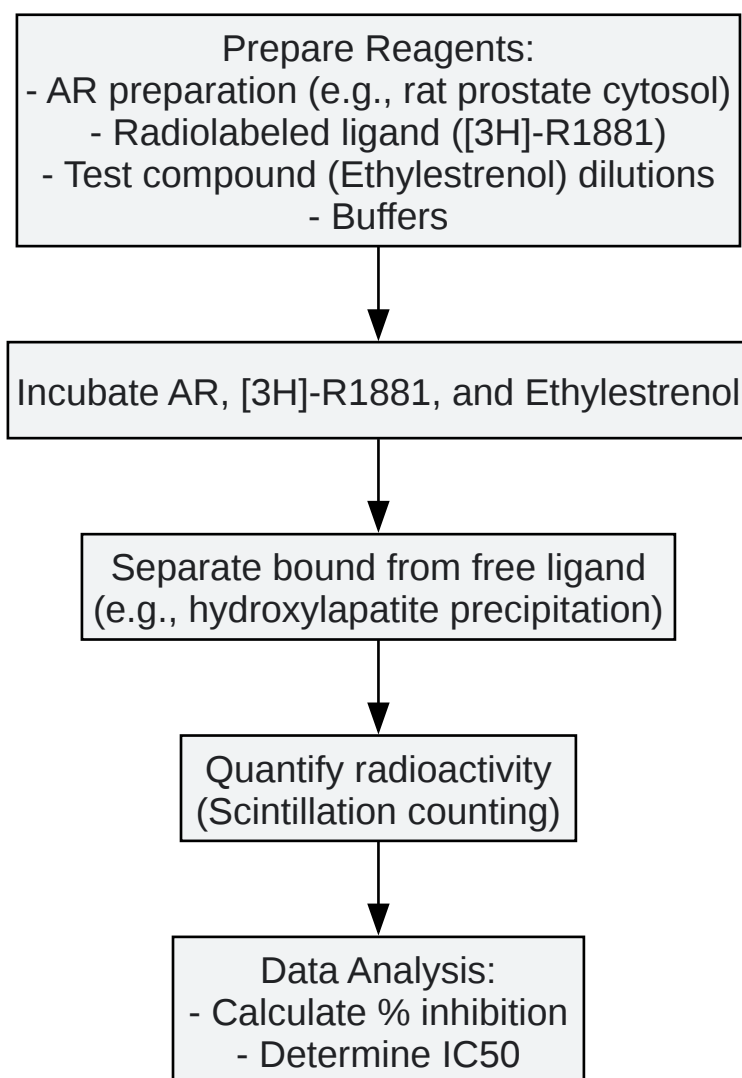 Prepare Reagents:
- AR preparation (e.g., rat prostate cytosol)
- Radiolabeled ligand ([3H]-R1881)
- Test compound (Ethylestrenol) dilutions
- Buffers
Incubate AR, [3H]-R1881, and Ethylestrenol
Separate bound from free ligand
(e.g., hydroxylapatite precipitation)
Quantify radioactivity
(Scintillation counting)
Data Analysis:
- Calculate % inhibition
- Determine IC50